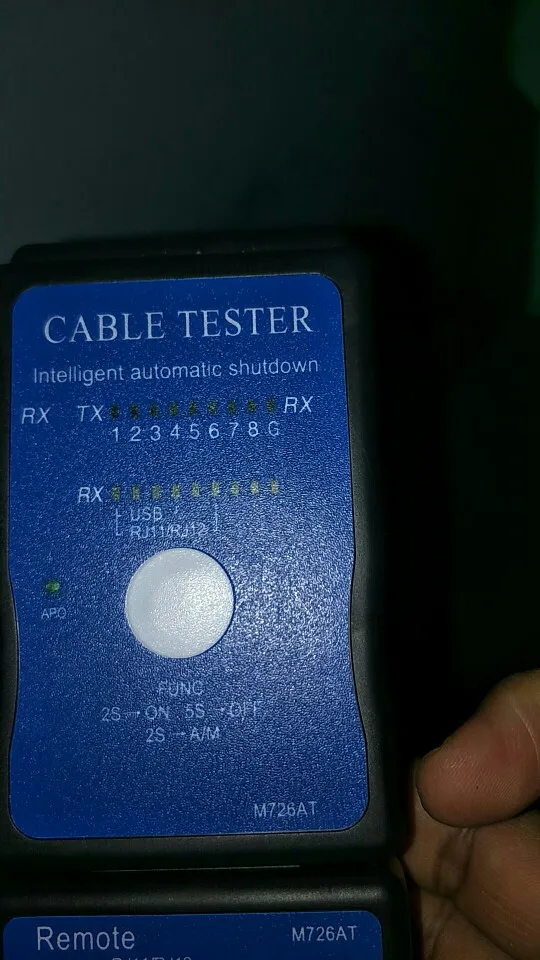 CABLE TESTER
Intelligent automatic shutdown
RX TX RX
1 2 3 4 5 6 7 8 G
RX
USB
RJ11/RJ12
APO
FUNC
2S→ON 5S→OFF
2S→A/M
M726AT
Remote M726AT